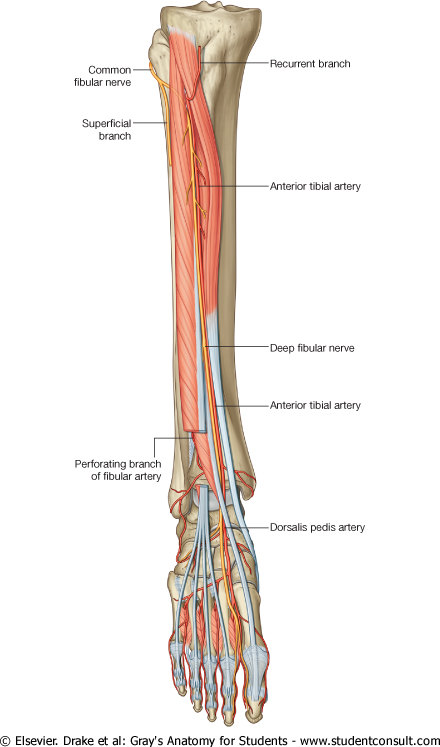 Common
fibular nerve
Recurrent branch
Superficial
branch
Anterior tibial artery
Deep fibular nerve
Anterior tibial artery
Perforating branch
of fibular artery
Dorsalis pedis artery
© Elsevier. Drake et al: Gray's Anatomy for Students - www.studentconsult.com